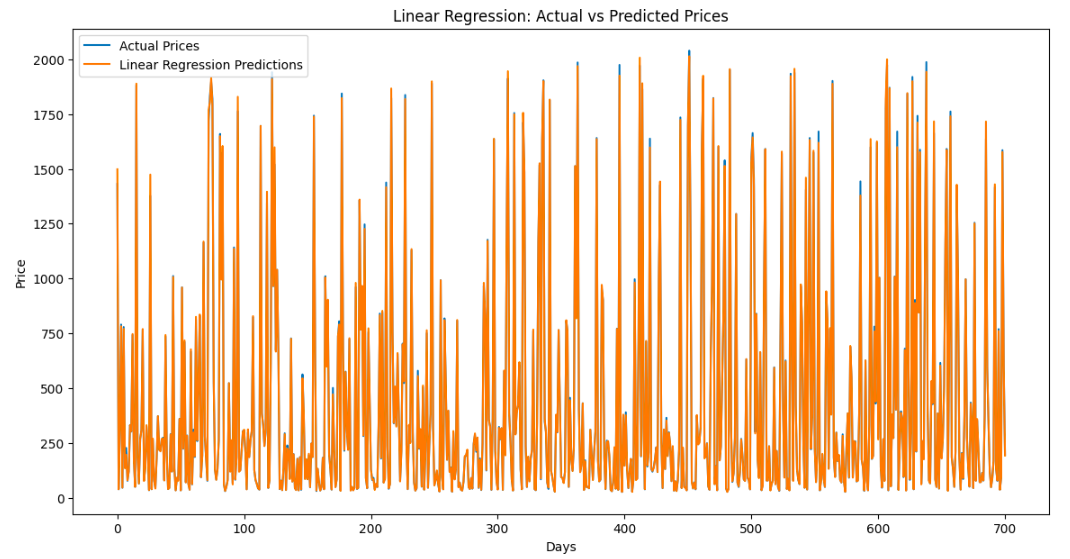 Linear Regression: Actual vs Predicted Prices
Actual Prices
Linear Regression Predictions
2000
1750
1500
1250
1000
750
500
250
0
Price
0 100 200 300 400 500 600 700
Days